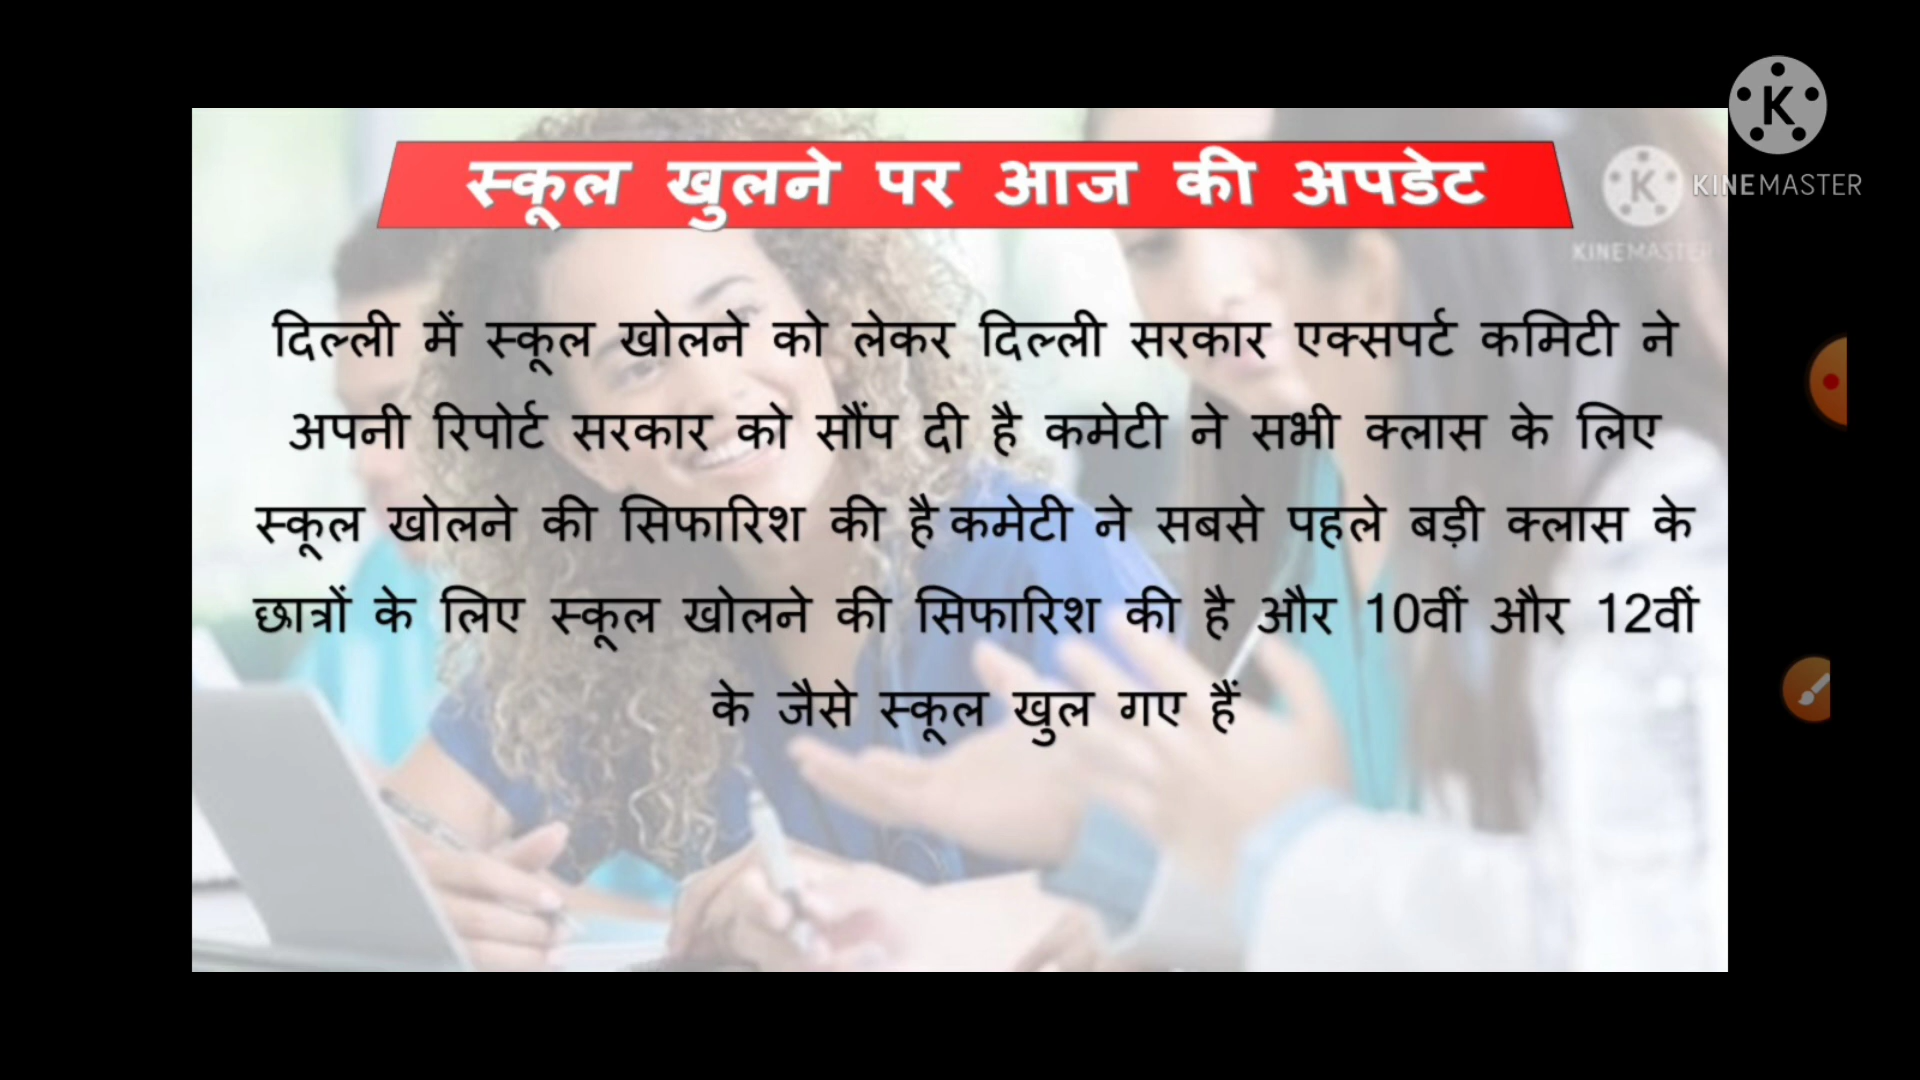 स्कूल खुलने पर आज की अपडेट
K
KINEMASTER
K
KINEMASTER
दिल्ली में स्कूल खोलने को लेकर दिल्ली सरकार एक्सपर्ट कमिटी ने
अपनी रिपोर्ट सरकार को सौंप दी है कमेटी ने सभी क्लास के लिए
स्कूल खोलने की सिफारिश की है कमेटी ने सबसे पहले बड़ी क्लास के
छात्रों के लिए स्कूल खोलने की सिफारिश की है और 10वीं और 12वीं
के जैसे स्कूल खुल गए हैं